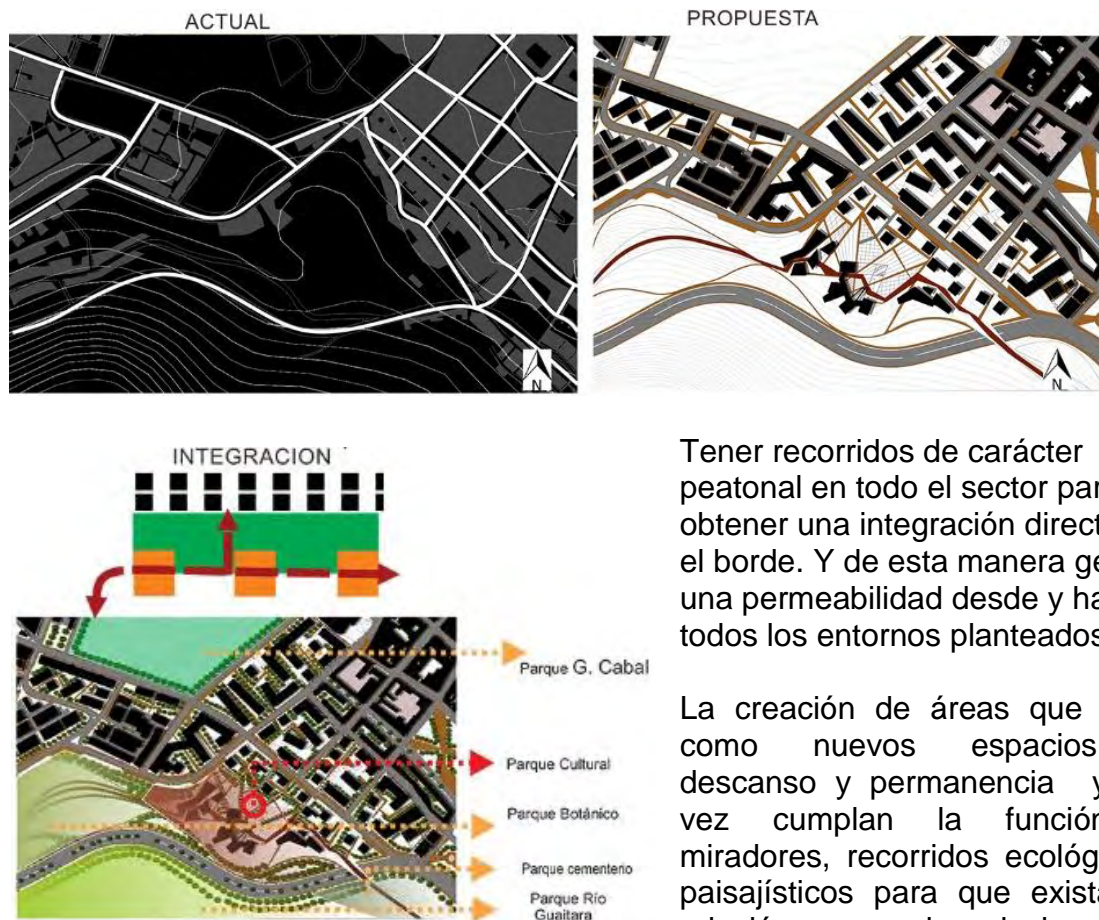 ACTUAL
PROPUESTA
N
N
INTEGRACION
Parque G. Cabal
Parque Cultural
Parque Botánico
Parque cementerio
Parque Río
Guaitara
Tener recorridos de carácter
peatonal en todo el sector par
obtener una integración direct
el borde. Y de esta manera ge
una permeabilidad desde y ha
todos los entornos planteados
La creación de áreas que
como nuevos espacios
descanso y permanencia y
vez cumplan la función
miradores, recorridos ecológ
paisajísticos para que exista